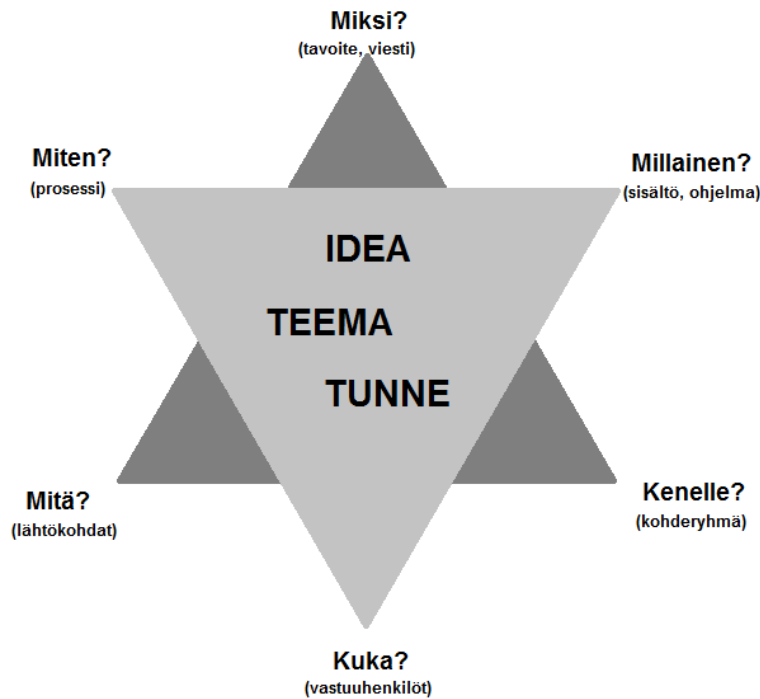 Miksi?
(tavoite, viesti)
Miten?
(prosessi)
Millainen?
(sisältö, ohjelma)
IDEA
TEEMA
TUNNE
Mitä?
(lähtökohdat)
Kenelle?
(kohderyhmä)
Kuka?
(vastuuhenkilöt)